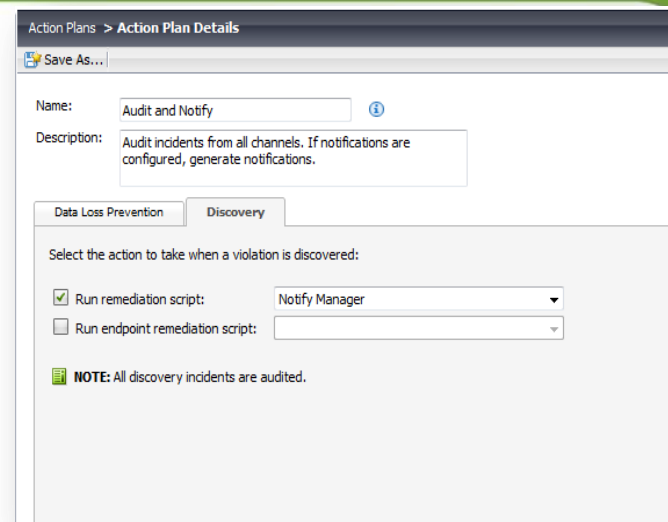 Action Plans > Action Plan Details
Save As...
Name: Audit and Notify
Description: Audit incidents from all channels. If notifications are
configured, generate notifications.
Data Loss Prevention Discovery
Select the action to take when a violation is discovered:
Run remediation script: Notify Manager
Run endpoint remediation script:
NOTE: All discovery incidents are audited.